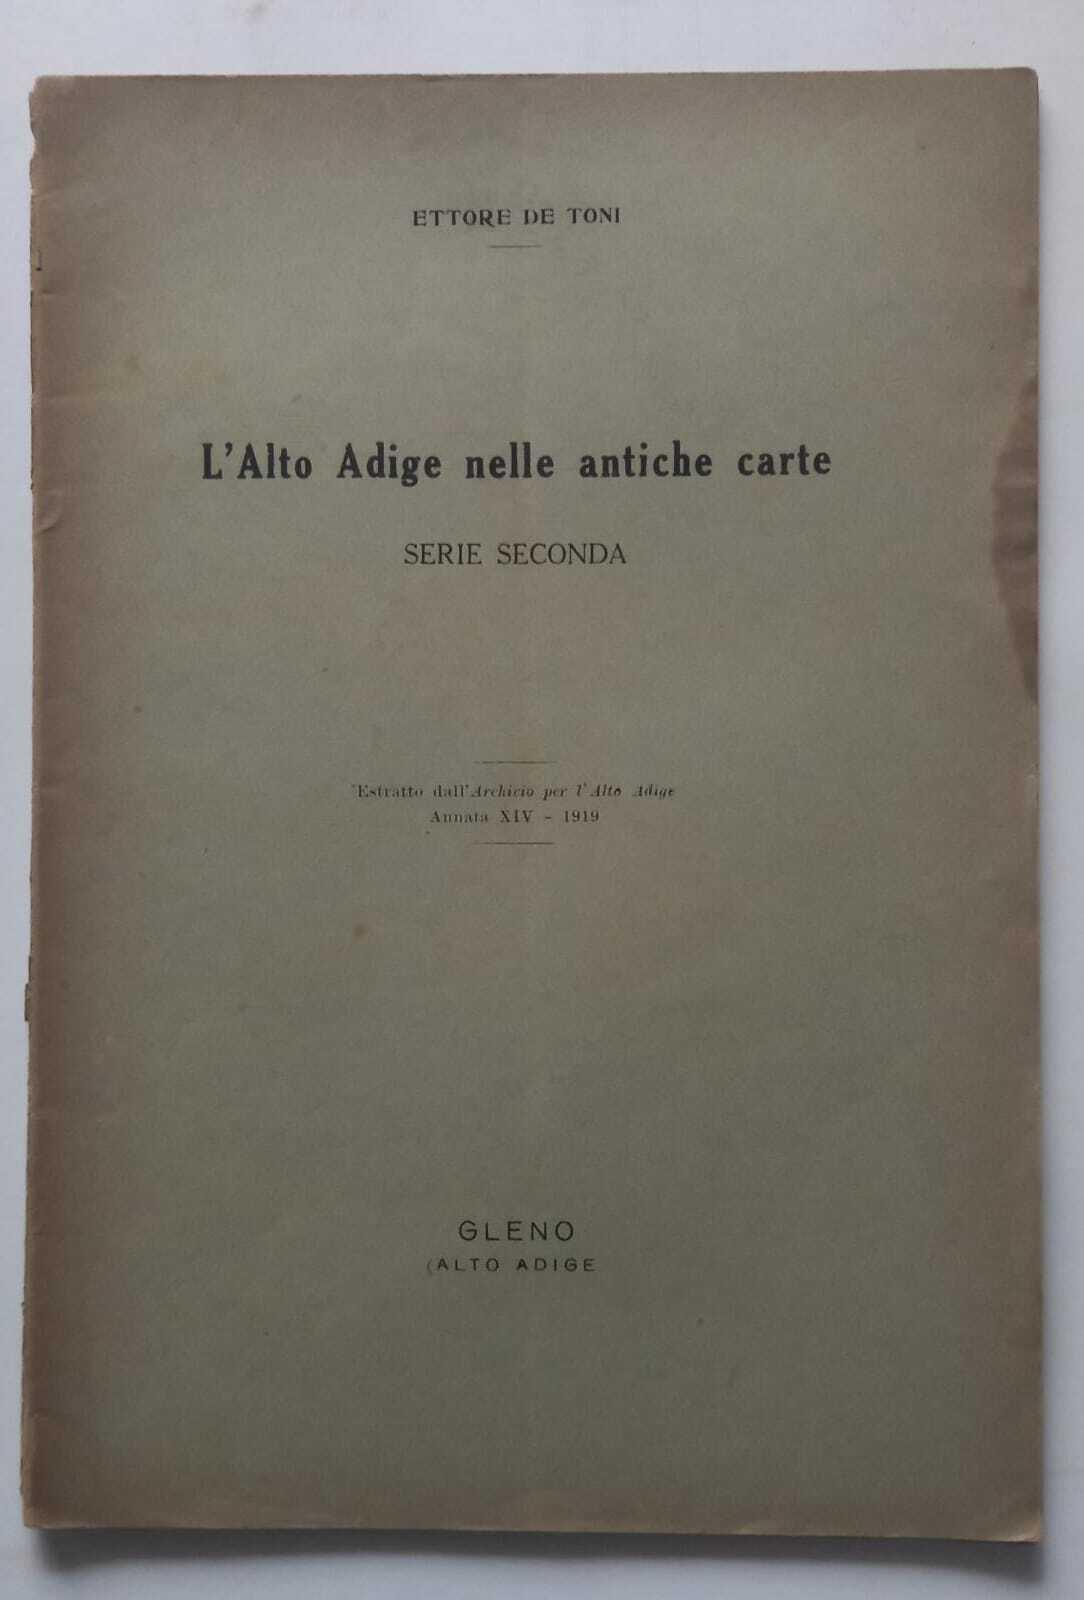 ETTORE DE TONI
L'Alto Adige nelle antiche carte
SERIE SECONDA
Estratto dall'Archivio per l'Alto Adige
Annata XIV - 1919
GLENO
(ALTO ADIGE